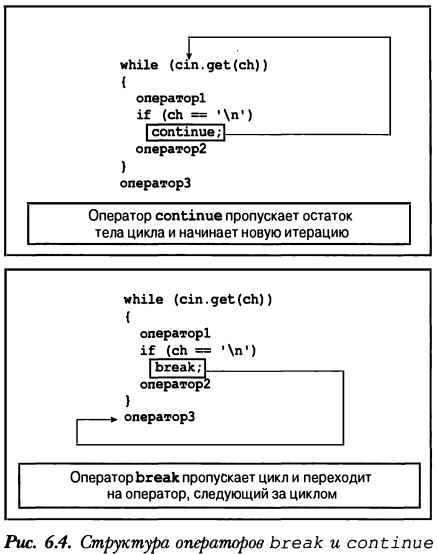 while (cin.get(ch))
{
оператор1
if (ch == '\n')
continue;
оператор2
}
оператор3
Оператор continue пропускает остаток
тела цикла и начинает новую итерацию
while (cin.get(ch))
{
оператор1
if (ch == '\n')
break;
оператор2
}
оператор3
Оператор break пропускает цикл и переходит
на оператор, следующий за циклом
Рис. 6.4. Структура операторов break и continue